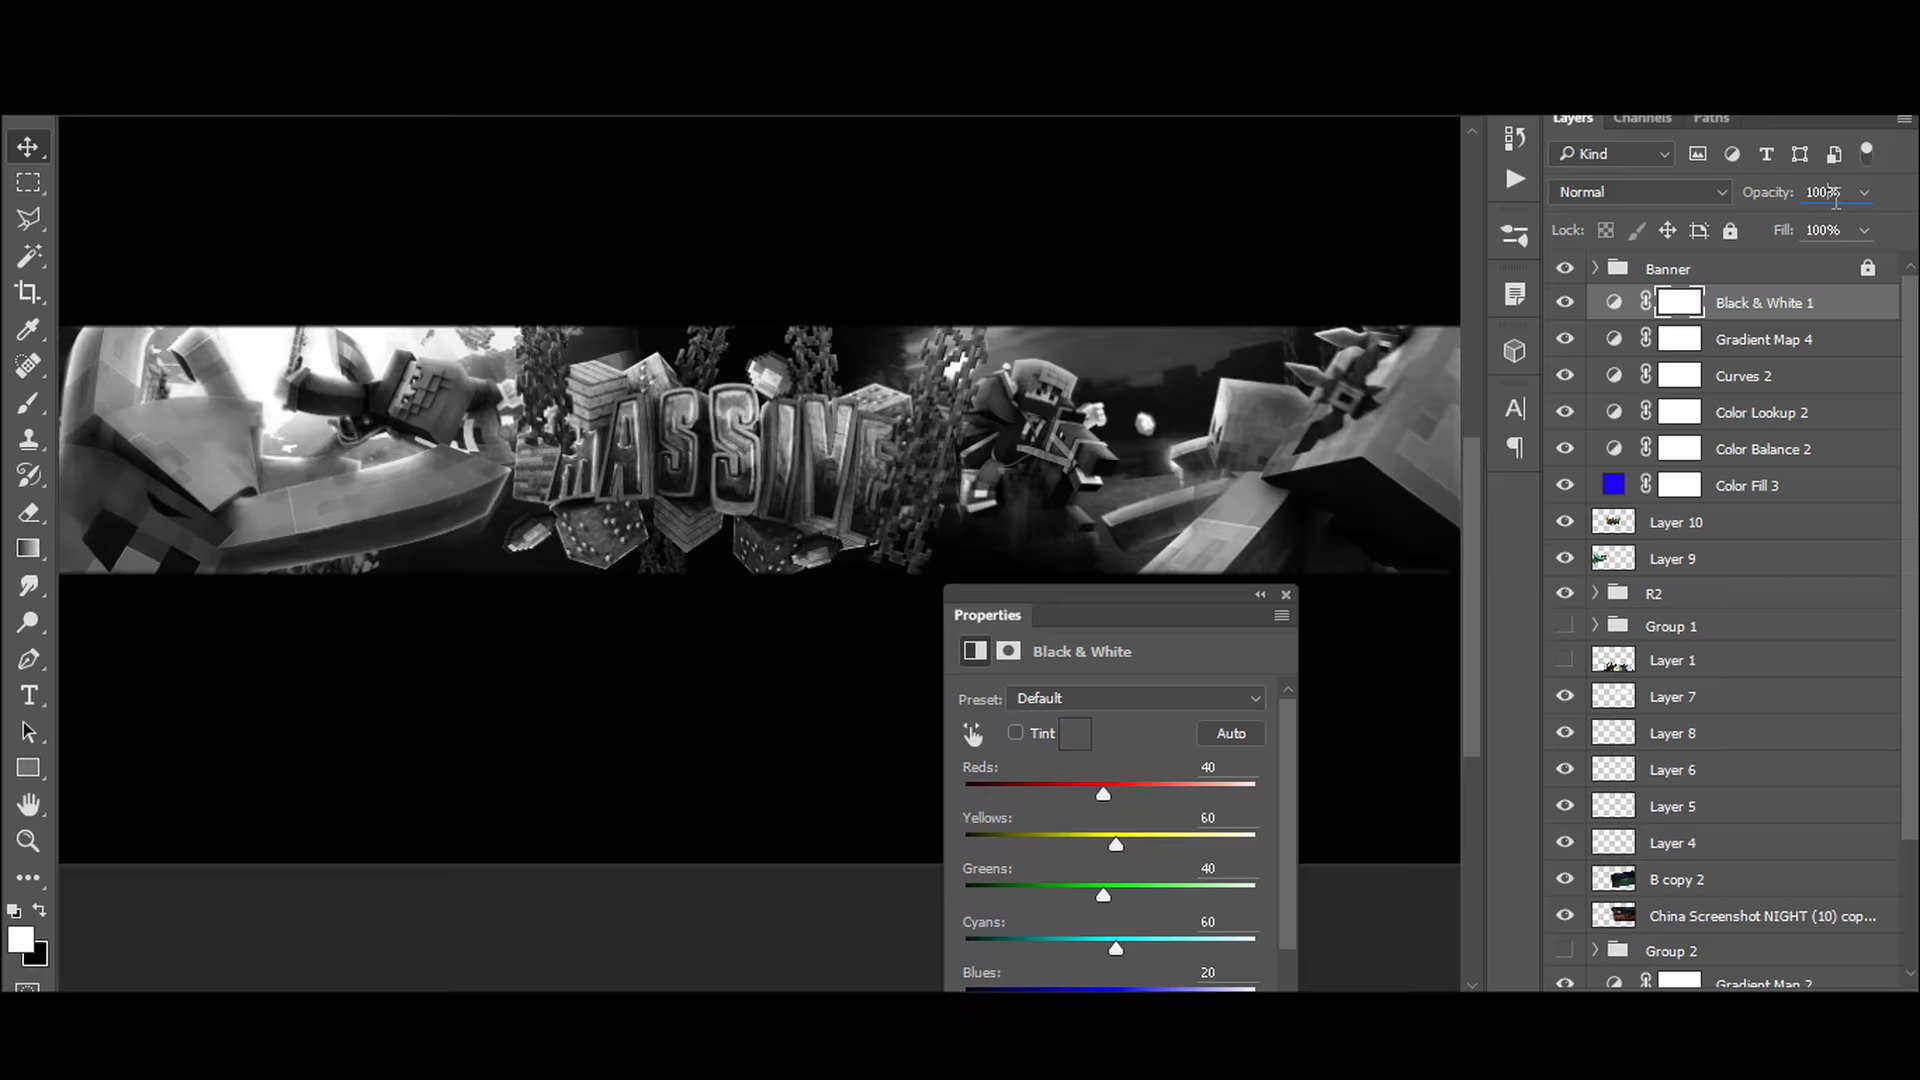 Layers Channels Paths
Kind
Normal Opacity: 100%
Lock: Fill: 100%
Banner
Black & White 1
Gradient Map 4
Curves 2
Color Lookup 2
Color Balance 2
Color Fill 3
Layer 10
Layer 9
R2
Group 1
Layer 1
Layer 7
Layer 8
Layer 6
Layer 5
Layer 4
B copy 2
China Screenshot NIGHT (10) cop...
Group 2
Gradient Map 2
MASSIVE
Properties
Black & White
Preset: Default
Tint Auto
Reds: 40
Yellows: 60
Greens: 40
Cyans: 60
Blues: 20